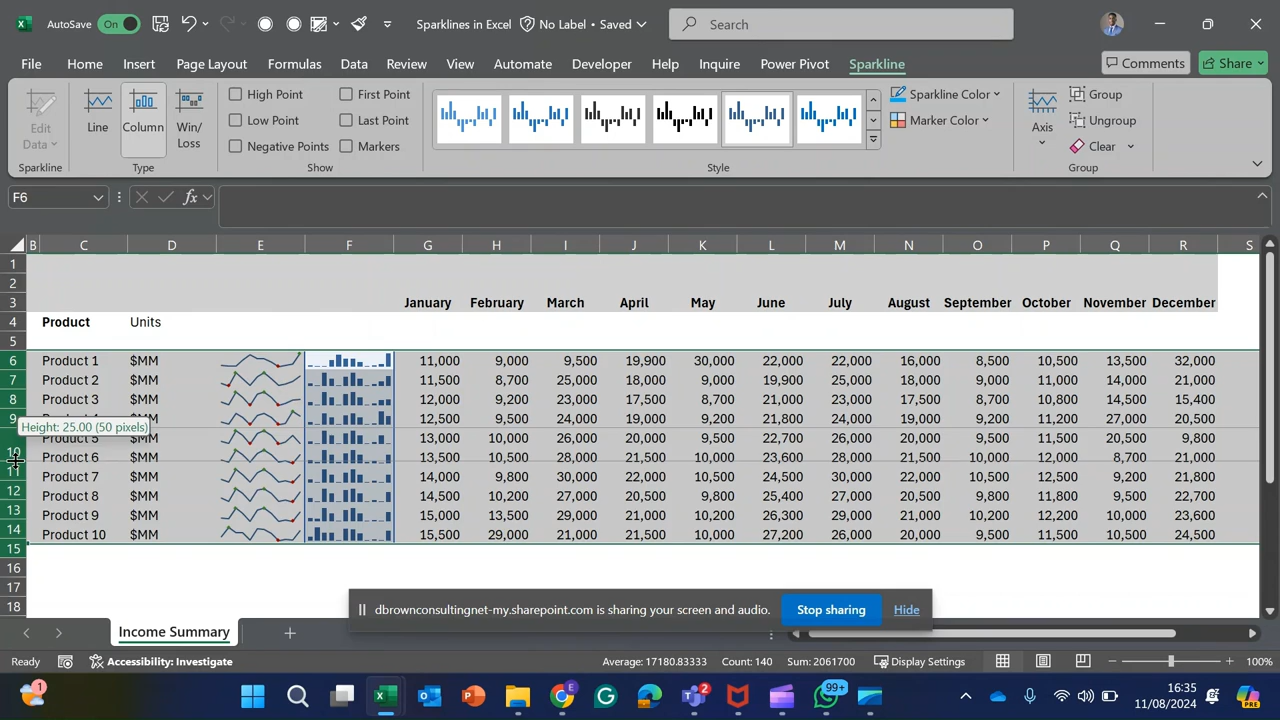 AutoSave On Sparklines in Excel No Label • Saved Search
File Home Insert Page Layout Formulas Data Review View Automate Developer Help Inquire Power Pivot Sparkline Comments Share
Edit Data Line Column Win/ Loss
High Point First Point
Low Point Last Point
Negative Points Markers
Sparkline Color
Marker Color
Axis
Group
Ungroup
Clear
Sparkline Type Show Style Group
F6 fx
B C D E F G H I J K L M N O P Q R S
1
2
3 January February March April May June July August September October November December
4 Product Units
5
6 Product 1 $MM 11,000 9,000 9,500 19,900 30,000 22,000 22,000 16,000 8,500 10,500 13,500 32,000
7 Product 2 $MM 11,500 8,700 25,000 18,000 9,000 19,900 25,000 18,000 9,000 11,000 14,000 21,000
8 Product 3 $MM 12,000 9,200 23,000 17,500 8,700 21,000 23,000 17,500 8,700 10,800 14,500 15,400
9 $MM 12,500 9,500 24,000 19,000 9,200 21,800 24,000 19,000 9,200 11,200 27,000 20,500
Height: 25.00 (50 pixels)
Product 5 $MM 13,000 10,000 26,000 20,000 9,500 22,700 26,000 20,000 9,500 11,500 20,500 9,800
10 Product 6 $MM 13,500 10,500 28,000 21,500 10,000 23,600 28,000 21,500 10,000 12,000 8,700 21,000
11 Product 7 $MM 14,000 9,800 30,000 22,000 10,500 24,500 30,000 22,000 10,500 12,500 9,200 21,800
12 Product 8 $MM 14,500 10,200 27,000 20,500 9,800 25,400 27,000 20,500 9,800 11,800 9,500 22,700
13 Product 9 $MM 15,000 13,500 29,000 21,000 10,200 26,300 29,000 21,000 10,200 12,200 10,000 23,600
14 Product 10 $MM 15,500 29,000 21,000 21,500 10,000 27,200 26,000 20,000 9,500 11,500 10,500 24,500
15
16
17
18
dbrownconsultingnet-my.sharepoint.com is sharing your screen and audio. Stop sharing Hide
Income Summary
Ready Accessibility: Investigate Average: 17180.83333 Count: 140 Sum: 2061700 Display Settings 100%
1 2 99+ 16:35
11/08/2024
PRE